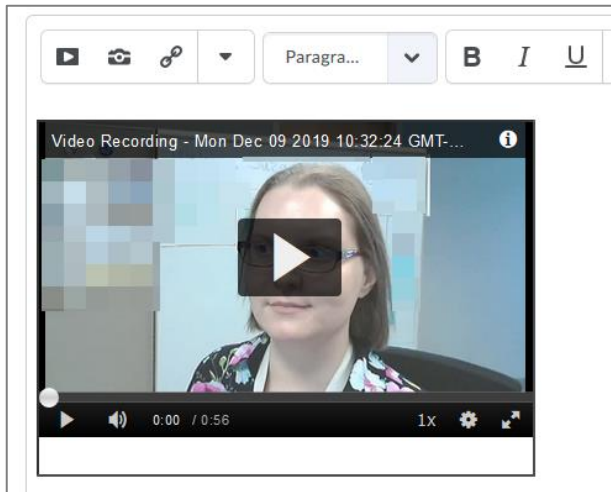 Paragra... B I U
Video Recording - Mon Dec 09 2019 10:32:24 GMT-...
0:00 / 0:56 1x